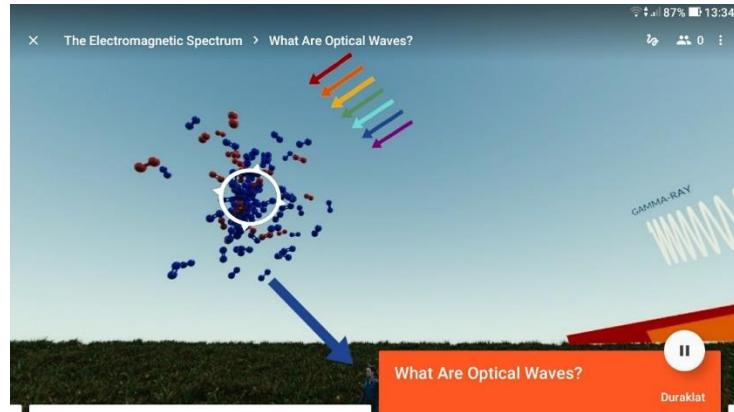 87% 13:34
× The Electromagnetic Spectrum > What Are Optical Waves? 0
GAMMA-RAY
What Are Optical Waves?
Duraklat